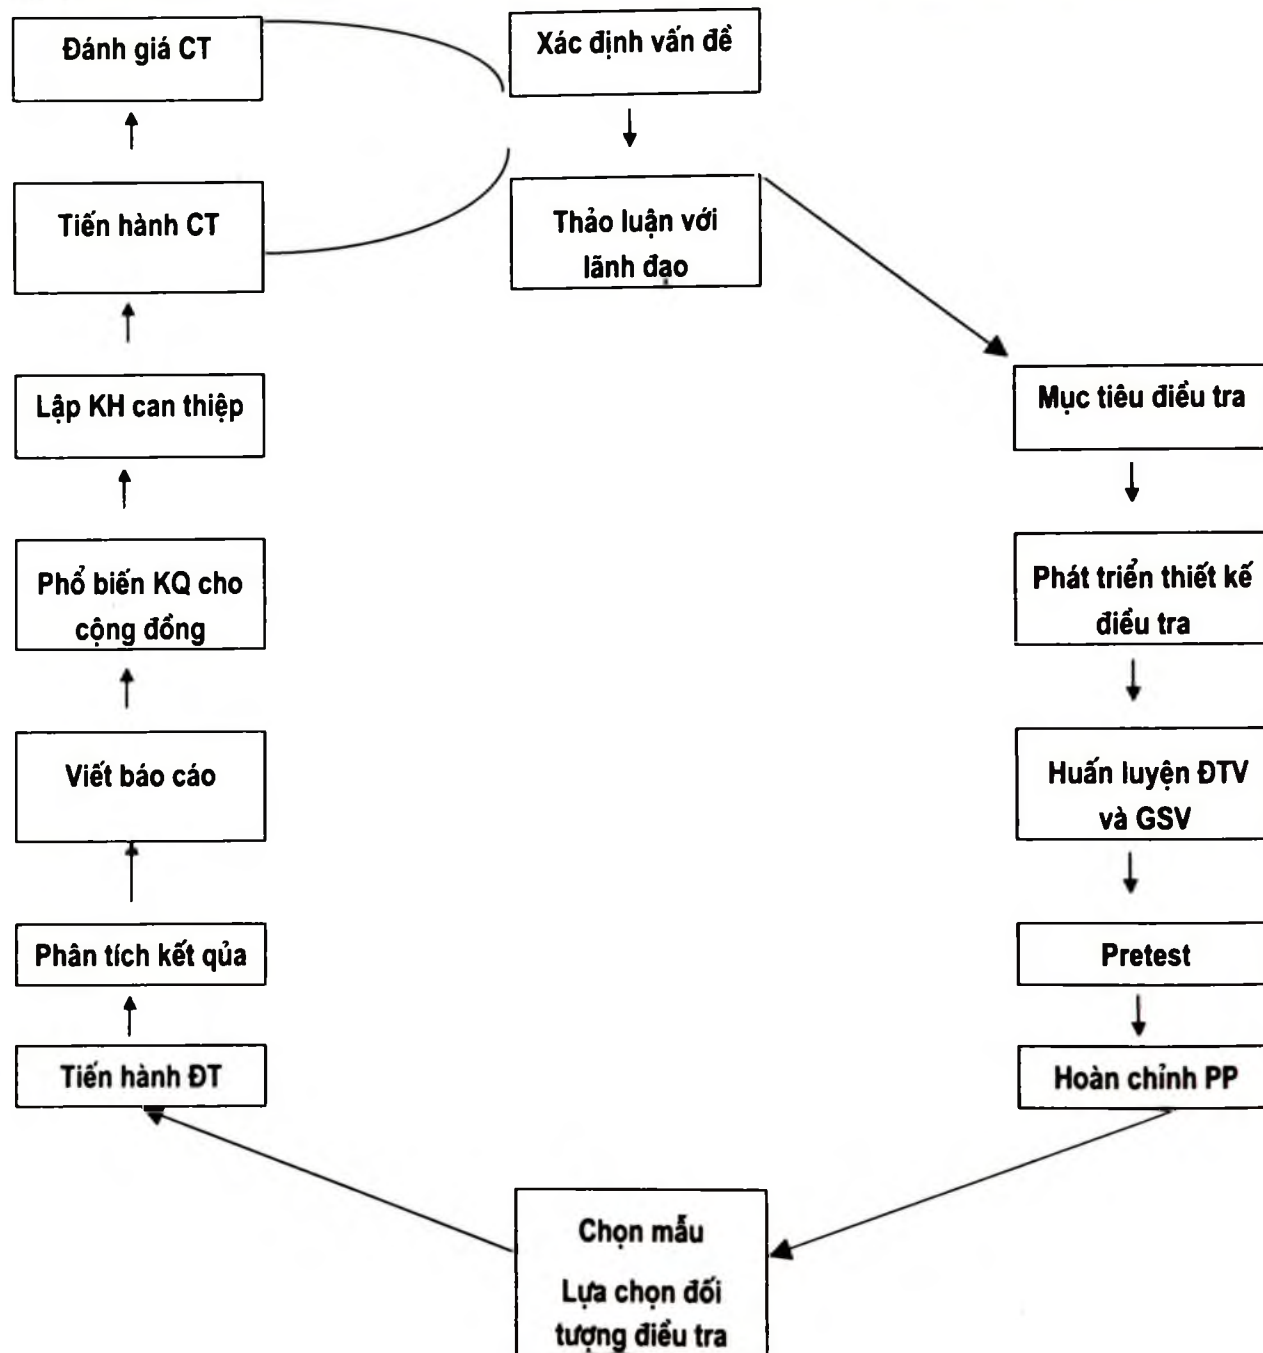 Đánh giá CT
Xác định vấn đề
Tiến hành CT
Thảo luận với
lãnh đạo
Lập KH can thiệp
Mục tiêu điều tra
Phổ biến KQ cho
cộng đồng
Phát triển thiết kế
điều tra
Viết báo cáo
Huấn luyện ĐTV
và GSV
Phân tích kết qủa
Pretest
Tiến hành ĐT
Hoàn chỉnh PP
Chọn mẫu
Lựa chọn đối
tượng điều tra